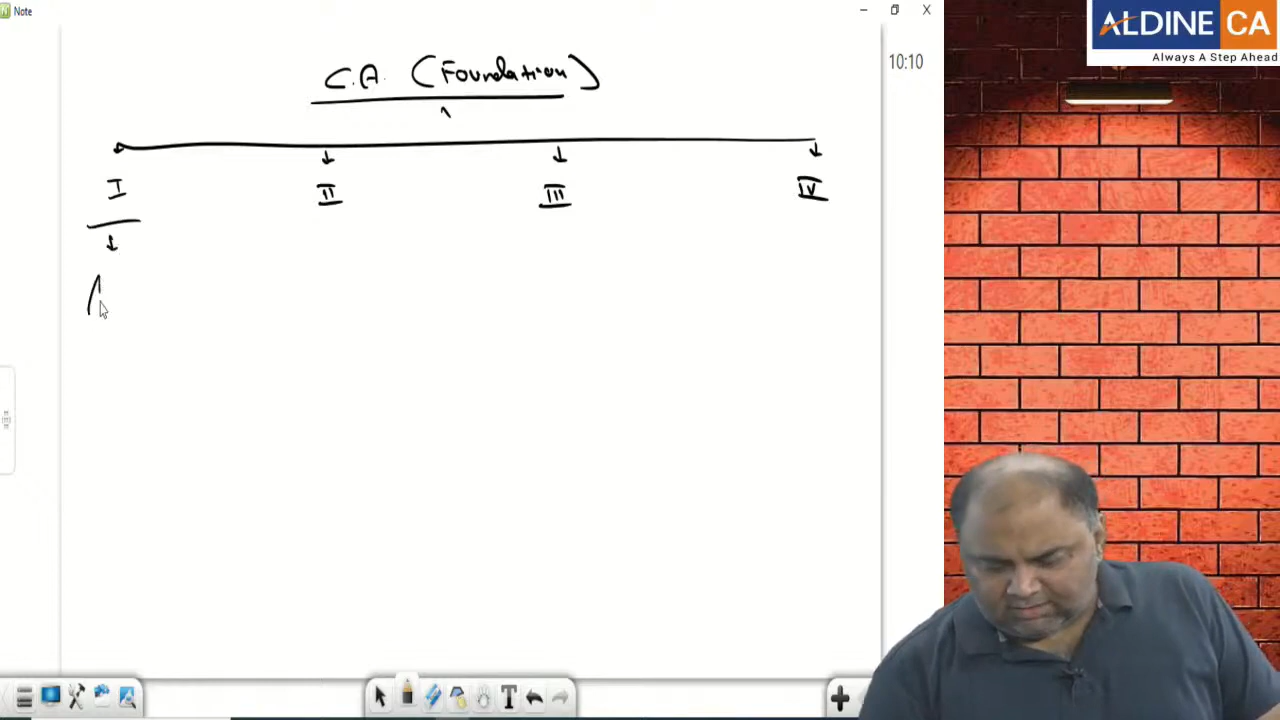 Note
ALDINE CA
Always A Step Ahead
10:10
C.A. (Foundation)
I II III IV